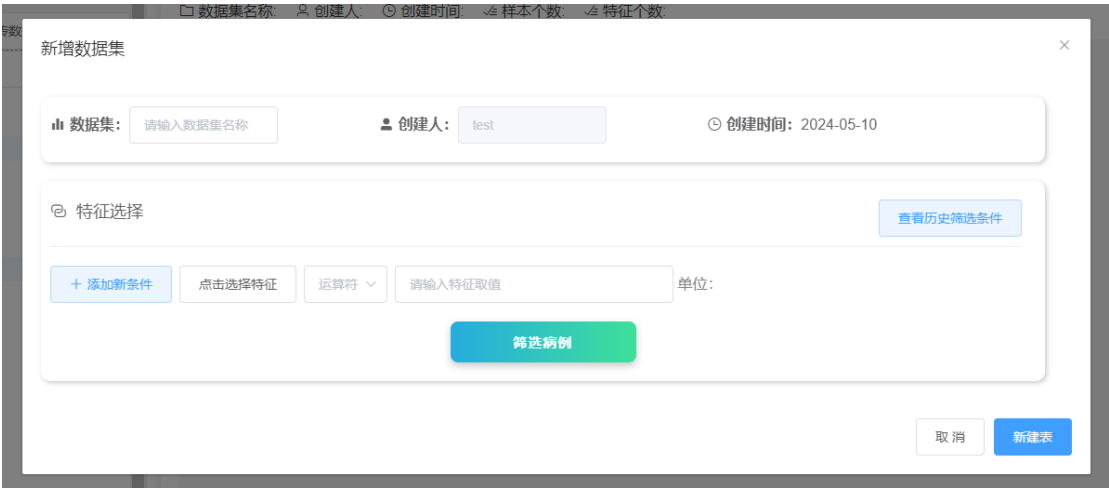 数据集名称: 创建人: 创建时间: 样本个数: 特征个数:
新增数据集
数据集： 请输入数据集名称 创建人： test 创建时间：2024-05-10
特征选择
查看历史筛选条件
+ 添加新条件 点击选择特征 运算符 请输入特征取值 单位：
筛选病例
取消 新建表